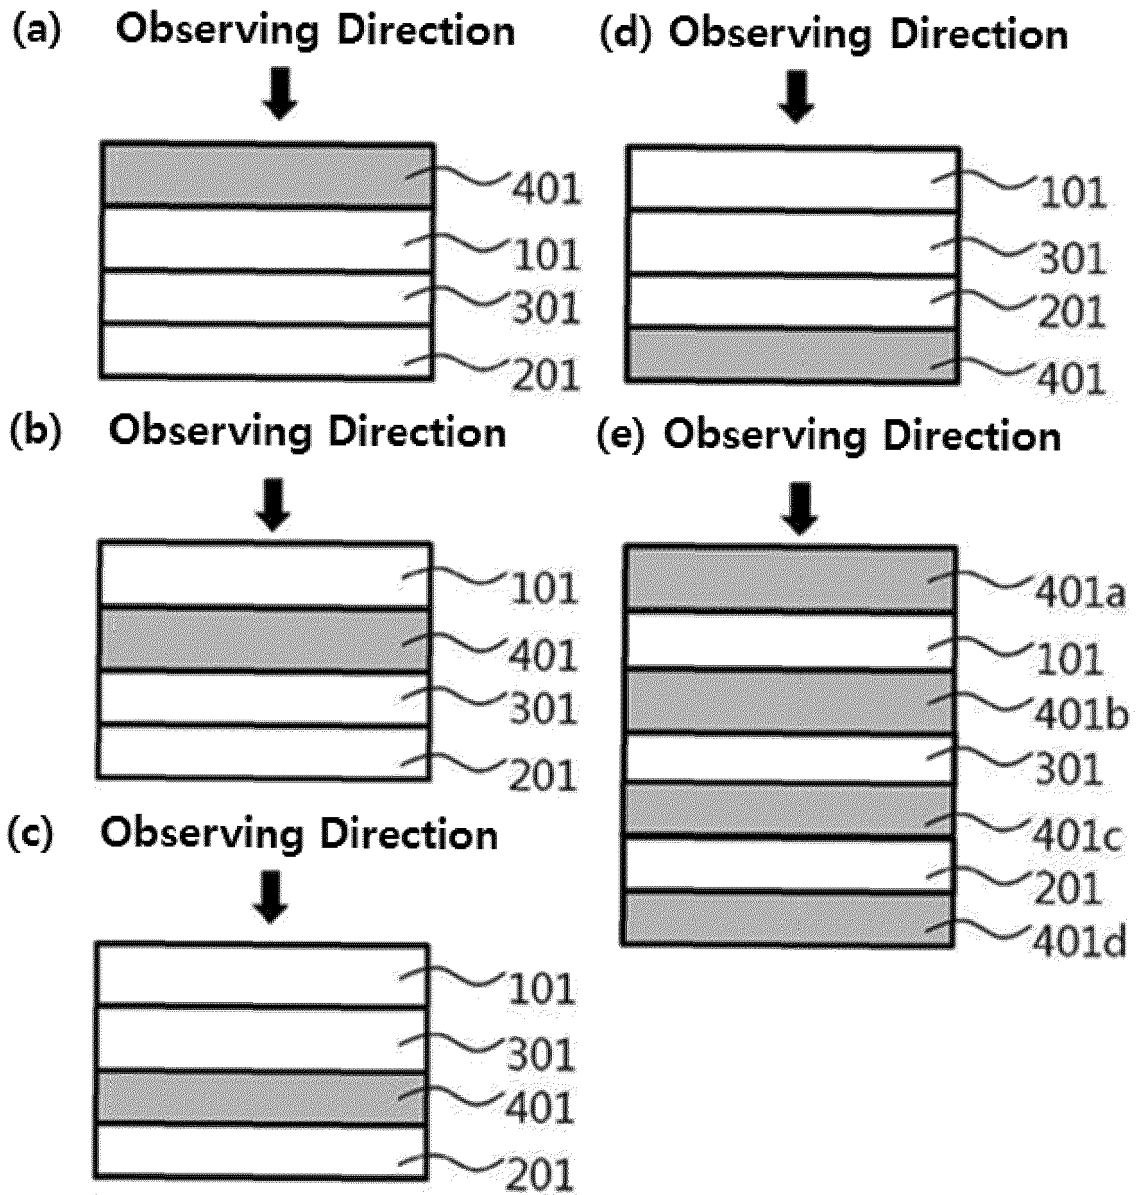 (a) Observing Direction
401
101
301
201
(b) Observing Direction
101
401
301
201
(c) Observing Direction
101
301
401
201
(d) Observing Direction
101
301
201
401
(e) Observing Direction
401a
101
401b
301
401c
201
401d